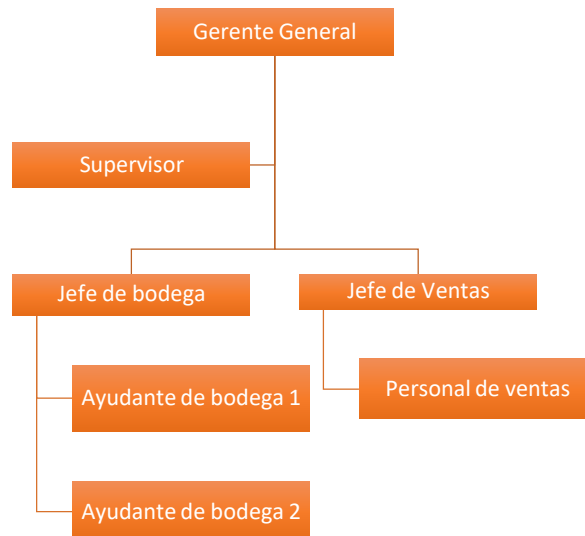 Gerente General
Supervisor
Jefe de bodega
Jefe de Ventas
Ayudante de bodega 1
Personal de ventas
Ayudante de bodega 2